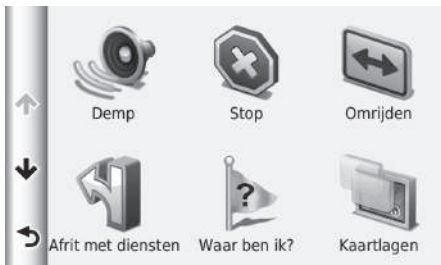 Demp
Stop
Omrijden
Afrit met diensten
Waar ben ik?
Kaartlagen